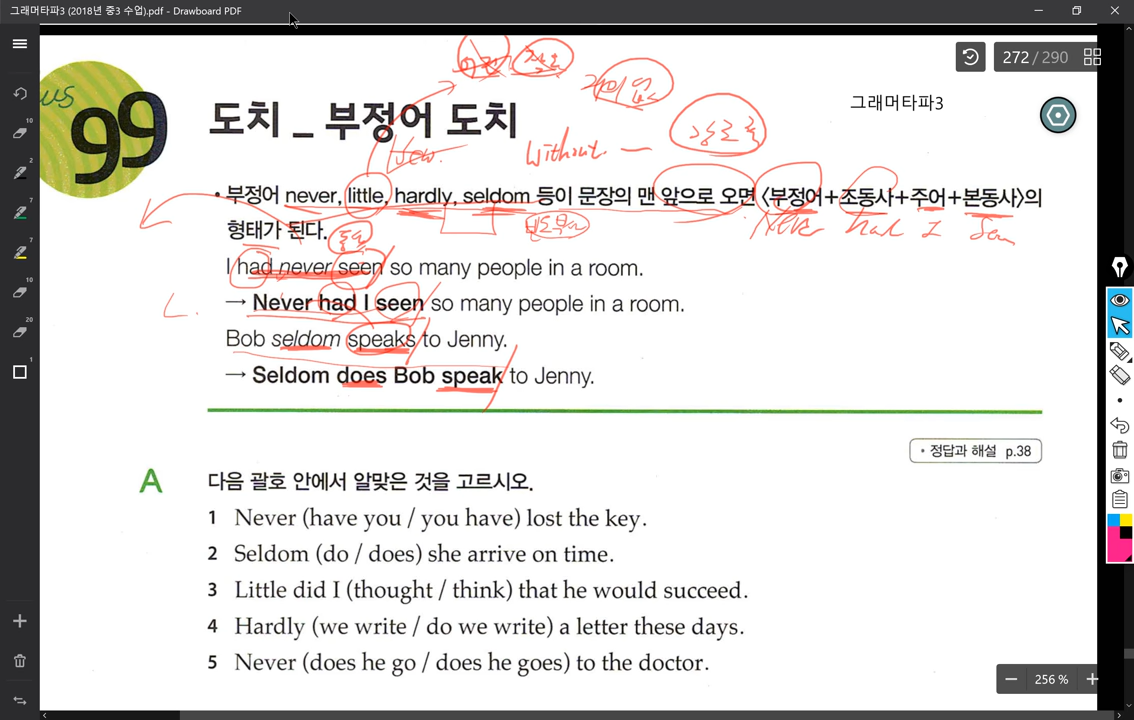 그래머타파3 (2018년 중3 수업).pdf - Drawboard PDF
272 / 290
그래머타파3
us
99
도치 _ 부정어 도치
without
• 부정어 never, little, hardly, seldom 등이 문장의 맨 앞으로 오면 〈부정어+조동사+주어+본동사〉의
Never had I seen
형태가 된다.
I had never seen so many people in a room.
→ Never had I seen so many people in a room.
Bob seldom speaks to Jenny.
→ Seldom does Bob speak to Jenny.
• 정답과 해설 p.38
A 다음 괄호 안에서 알맞은 것을 고르시오.
1 Never (have you / you have) lost the key.
2 Seldom (do / does) she arrive on time.
3 Little did I (thought / think) that he would succeed.
4 Hardly (we write / do we write) a letter these days.
5 Never (does he go / does he goes) to the doctor.
256 %
10
2
7
7
10
20
1